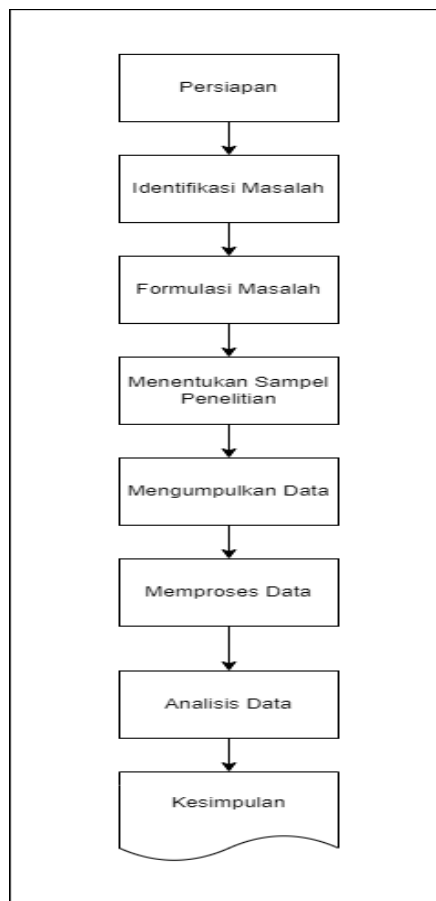 Persiapan
Identifikasi Masalah
Formulasi Masalah
Menentukan Sampel
Penelitian
Mengumpulkan Data
Memproses Data
Analisis Data
Kesimpulan